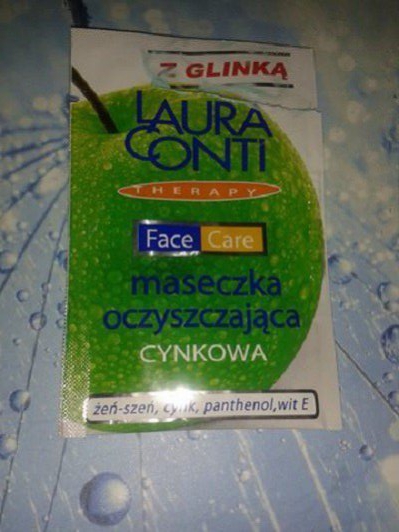 Z GLINKĄ
LAURA
CONTI
THERAPY
Face Care
maseczka
oczyszczająca
CYNKOWA
żeń-szeń, cynk, panthenol,wit E